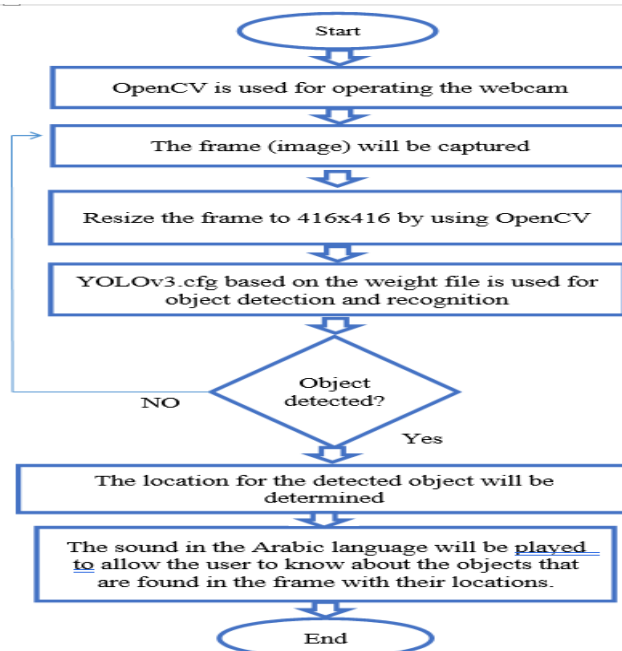 Start
OpenCV is used for operating the webcam
The frame (image) will be captured
Resize the frame to 416x416 by using OpenCV
YOLOv3.cfg based on the weight file is used for
object detection and recognition
Object
detected?
NO
Yes
The location for the detected object will be
determined
The sound in the Arabic language will be played
to allow the user to know about the objects that
are found in the frame with their locations.
End